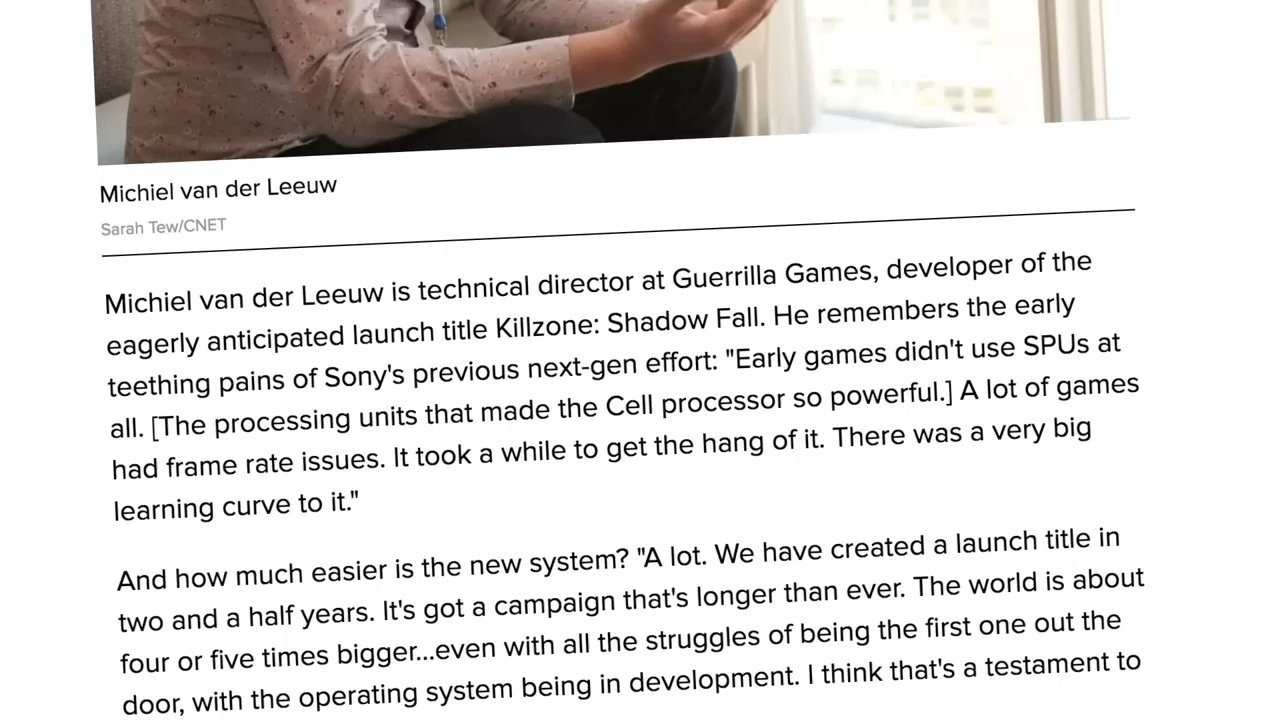 Michiel van der Leeuw
Sarah Tew/CNET
Michiel van der Leeuw is technical director at Guerrilla Games, developer of the
eagerly anticipated launch title Killzone: Shadow Fall. He remembers the early
teething pains of Sony's previous next-gen effort: "Early games didn't use SPUs at
all. [The processing units that made the Cell processor so powerful.] A lot of games
had frame rate issues. It took a while to get the hang of it. There was a very big
learning curve to it."
And how much easier is the new system? "A lot. We have created a launch title in
two and a half years. It's got a campaign that's longer than ever. The world is about
four or five times bigger...even with all the struggles of being the first one out the
door, with the operating system being in development. I think that's a testament to